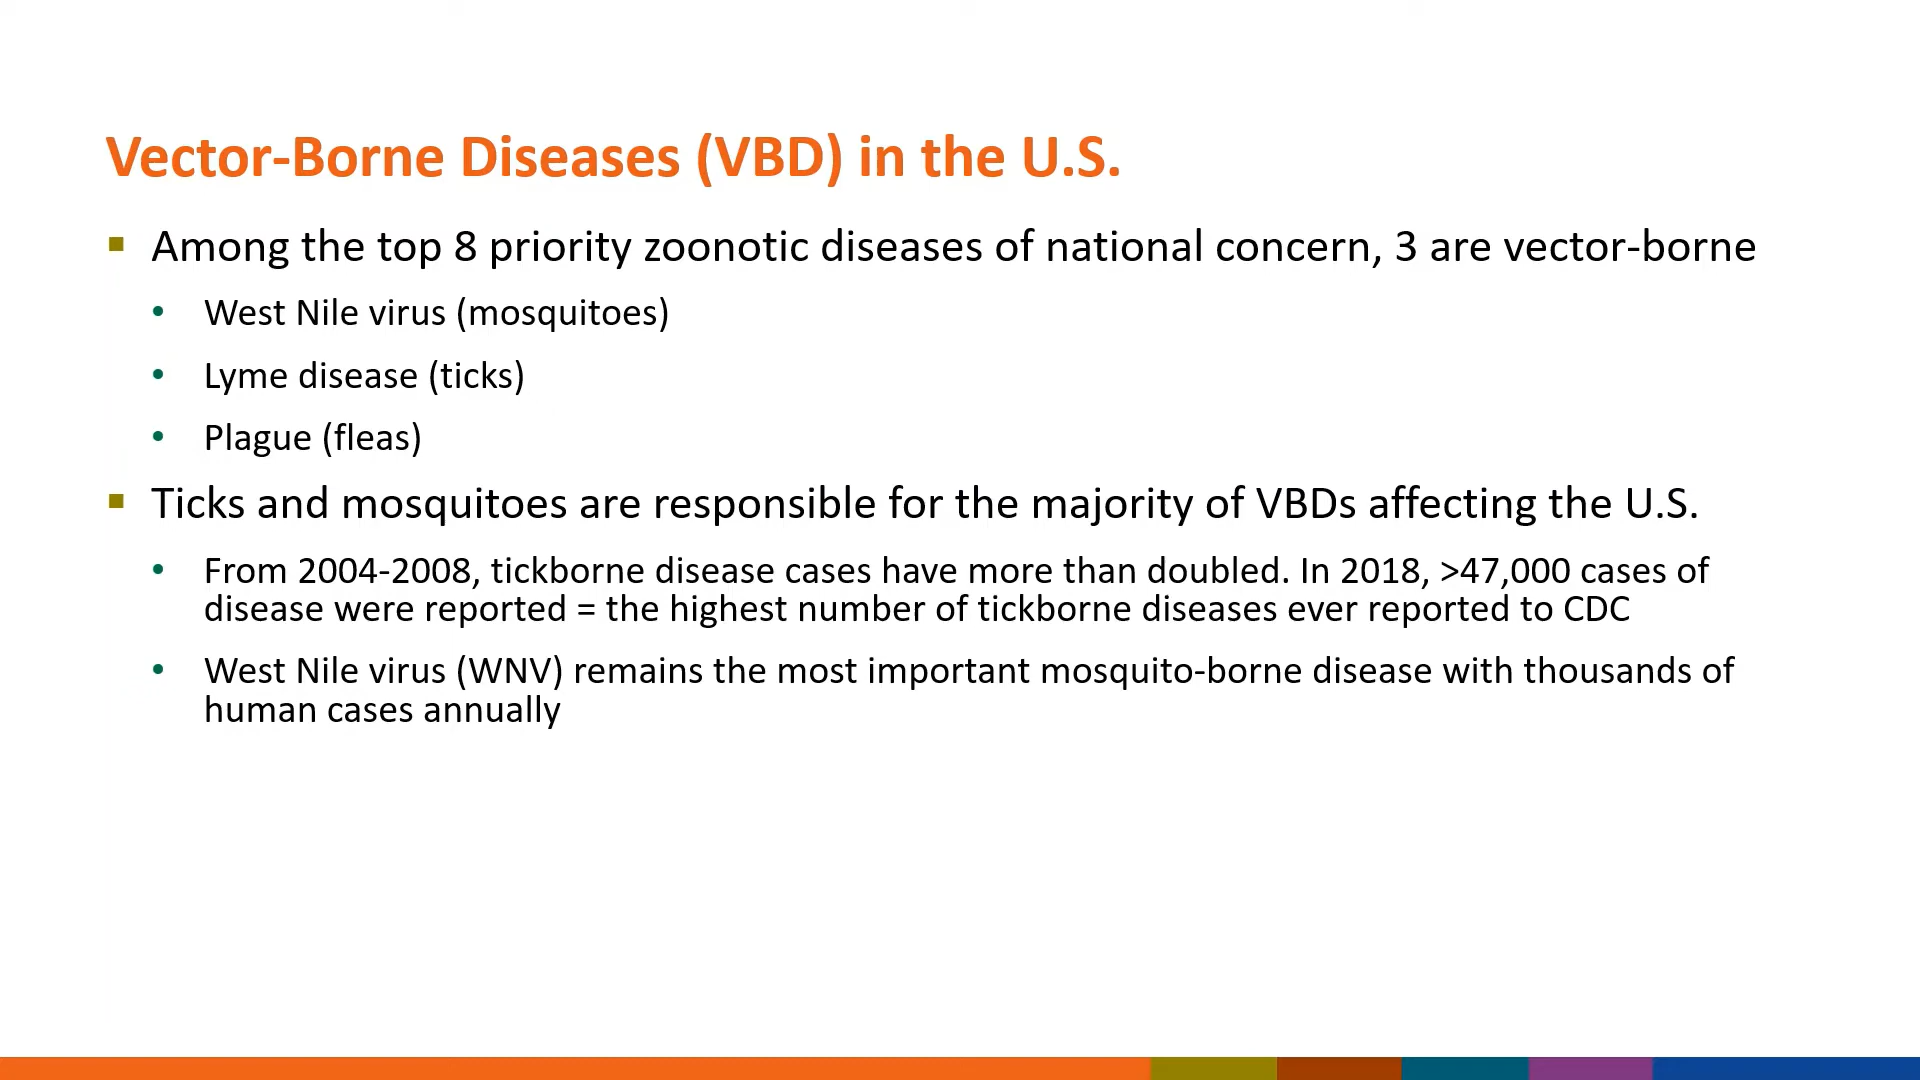 Vector-Borne Diseases (VBD) in the U.S.
▪ Among the top 8 priority zoonotic diseases of national concern, 3 are vector-borne
• West Nile virus (mosquitoes)
• Lyme disease (ticks)
• Plague (fleas)
▪ Ticks and mosquitoes are responsible for the majority of VBDs affecting the U.S.
• From 2004-2008, tickborne disease cases have more than doubled. In 2018, >47,000 cases of
disease were reported = the highest number of tickborne diseases ever reported to CDC
• West Nile virus (WNV) remains the most important mosquito-borne disease with thousands of
human cases annually